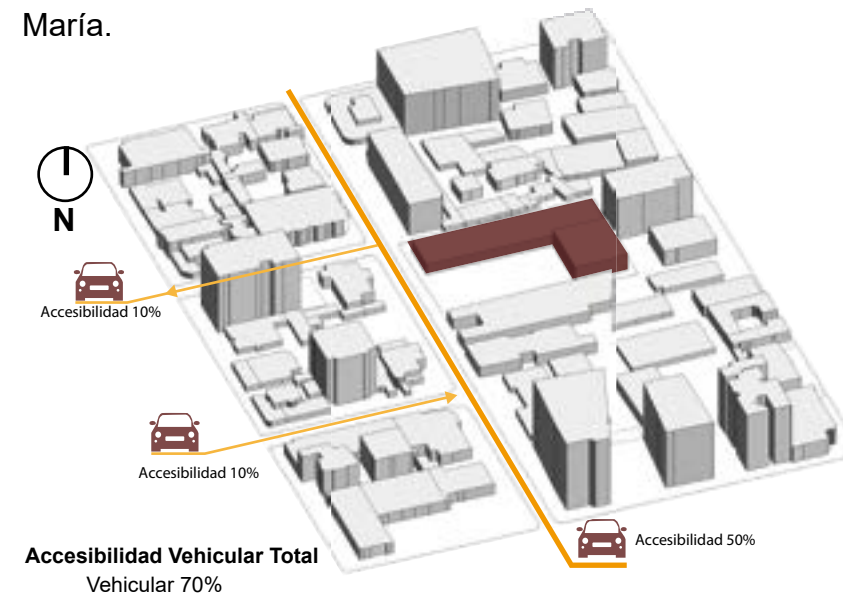 María.
N
Accesibilidad 10%
Accesibilidad 10%
Accesibilidad 50%
Accesibilidad Vehicular Total
Vehicular 70%